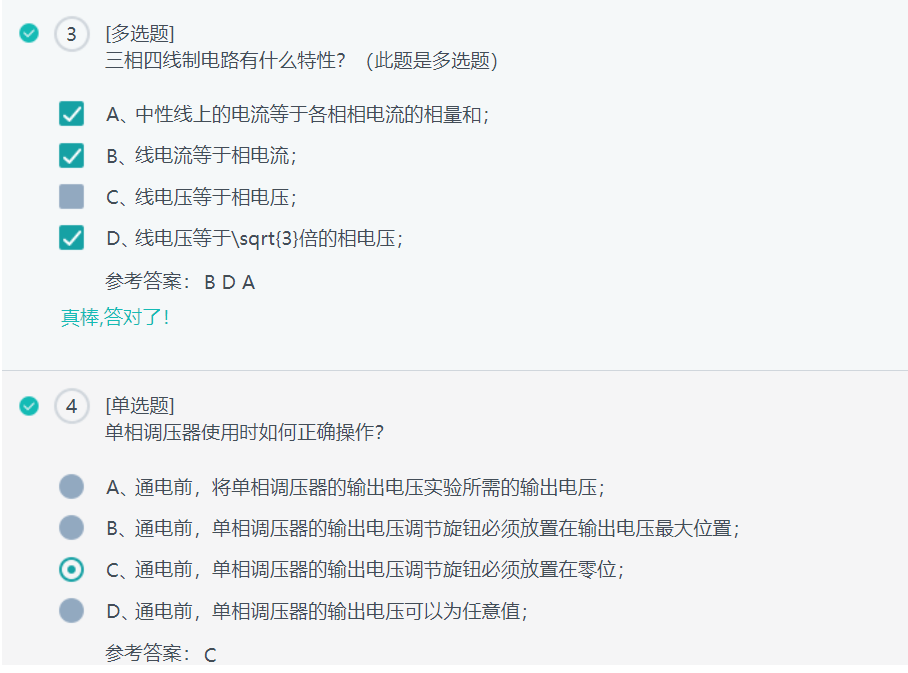 3 [多选题]
三相四线制电路有什么特性？（此题是多选题）
A、中性线上的电流等于各相相电流的相量和；
B、线电流等于相电流；
C、线电压等于相电压；
D、线电压等于\sqrt{3}倍的相电压；
参考答案： B D A
真棒,答对了！
4 [单选题]
单相调压器使用时如何正确操作？
A、通电前，将单相调压器的输出电压实验所需的输出电压；
B、通电前，单相调压器的输出电压调节旋钮必须放置在输出电压最大位置；
C、通电前，单相调压器的输出电压调节旋钮必须放置在零位；
D、通电前，单相调压器的输出电压可以为任意值；
参考答案： C